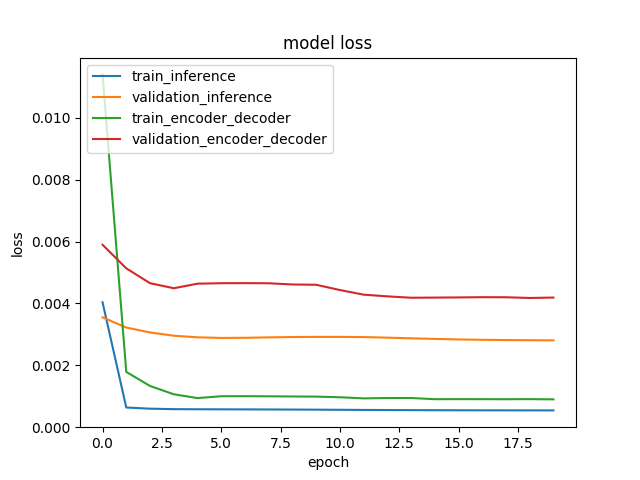 model loss
train_inference
validation_inference
train_encoder_decoder
validation_encoder_decoder
loss
0.010
0.008
0.006
0.004
0.002
0.000
0.0 2.5 5.0 7.5 10.0 12.5 15.0 17.5
epoch